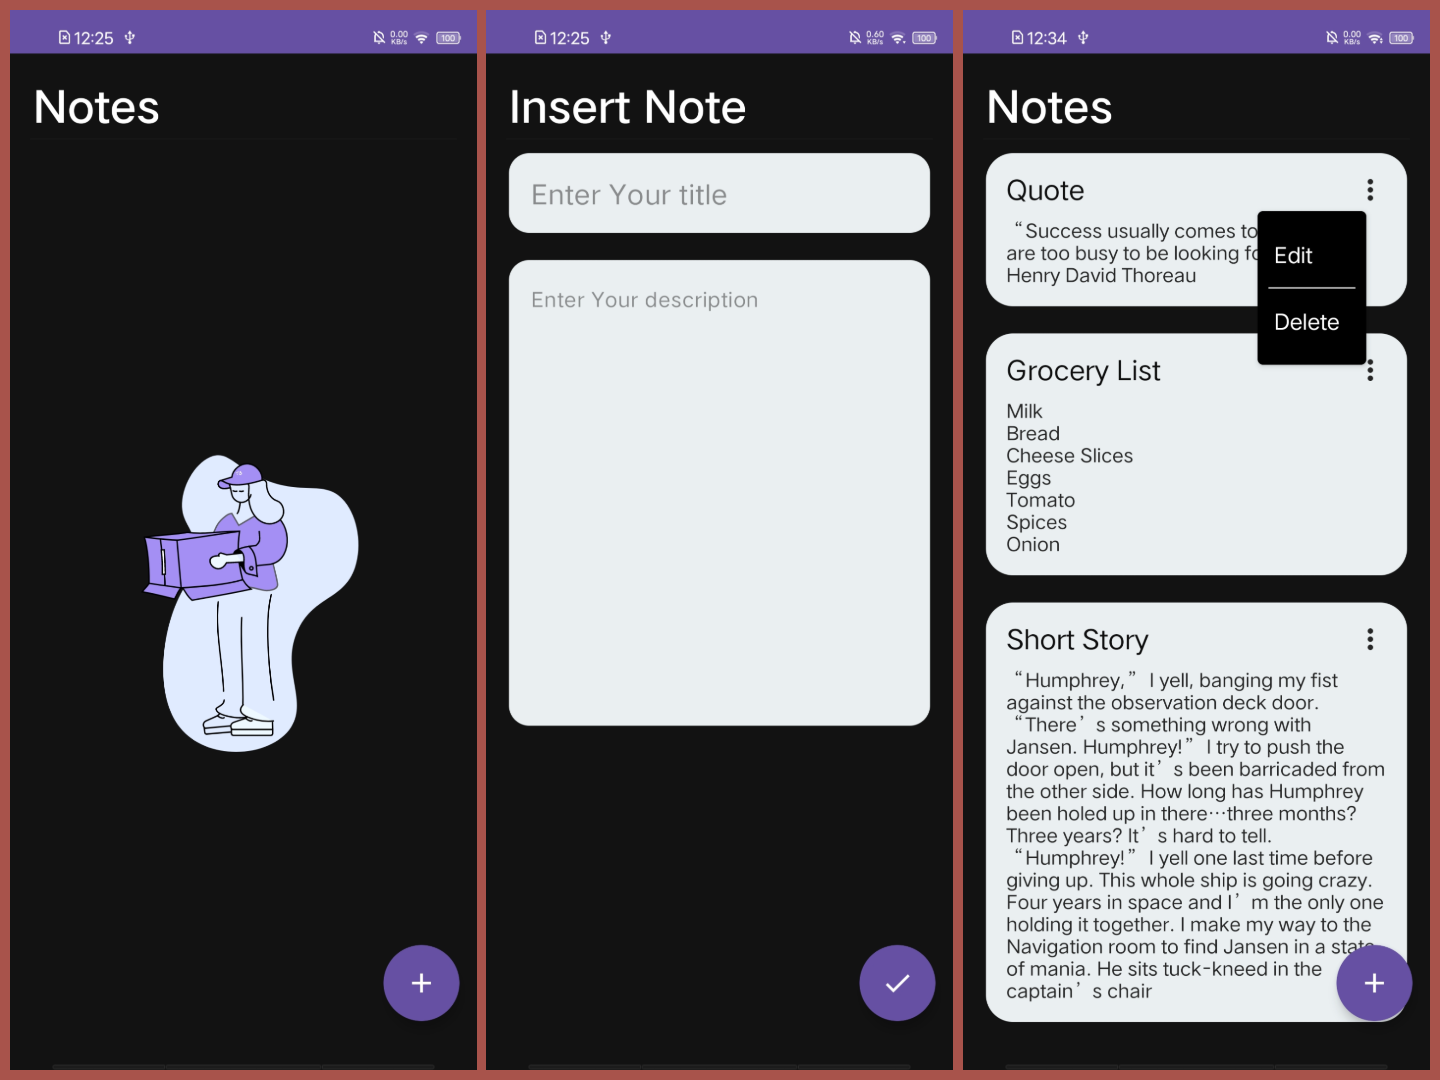 12:25
0.00 KB/s
100
Notes
12:25
0.60 KB/s
100
Insert Note
Enter Your title
Enter Your description
12:34
0.00 KB/s
100
Notes
Quote
“Success usually comes to
are too busy to be looking fo
Henry David Thoreau
Edit
Delete
Grocery List
Milk
Bread
Cheese Slices
Eggs
Tomato
Spices
Onion
Short Story
“Humphrey,” I yell, banging my fist
against the observation deck door.
“There’s something wrong with
Jansen. Humphrey!” I try to push the
door open, but it’s been barricaded from
the other side. How long has Humphrey
been holed up in there…three months?
Three years? It’s hard to tell.
“Humphrey!” I yell one last time before
giving up. This whole ship is going crazy.
Four years in space and I’m the only one
holding it together. I make my way to the
Navigation room to find Jansen in a state
of mania. He sits tuck-kneed in the
captain’s chair